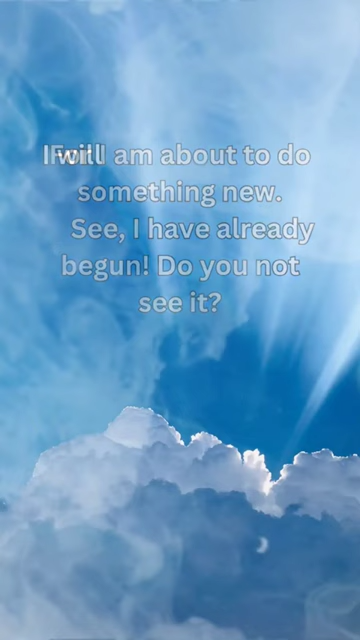 am about to do
something new.
See, I have already
begun! Do you not
see it?